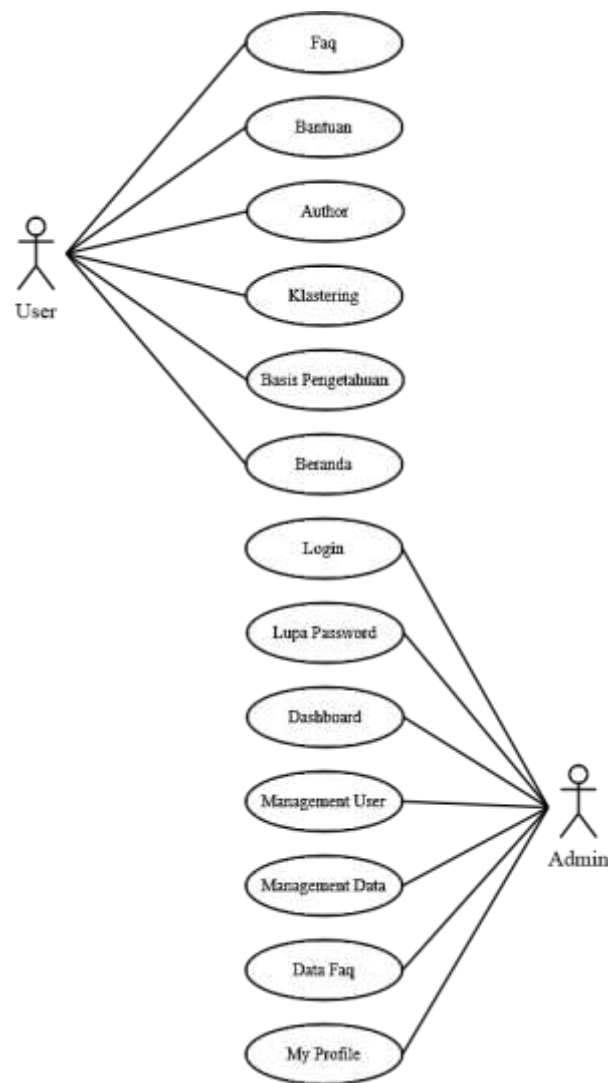 Faq
Bantuan
Author
User
Klastering
Basis Pengetahuan
Beranda
Login
Lupa Password
Dashboard
Management User
Admin
Management Data
Data Faq
My Profile